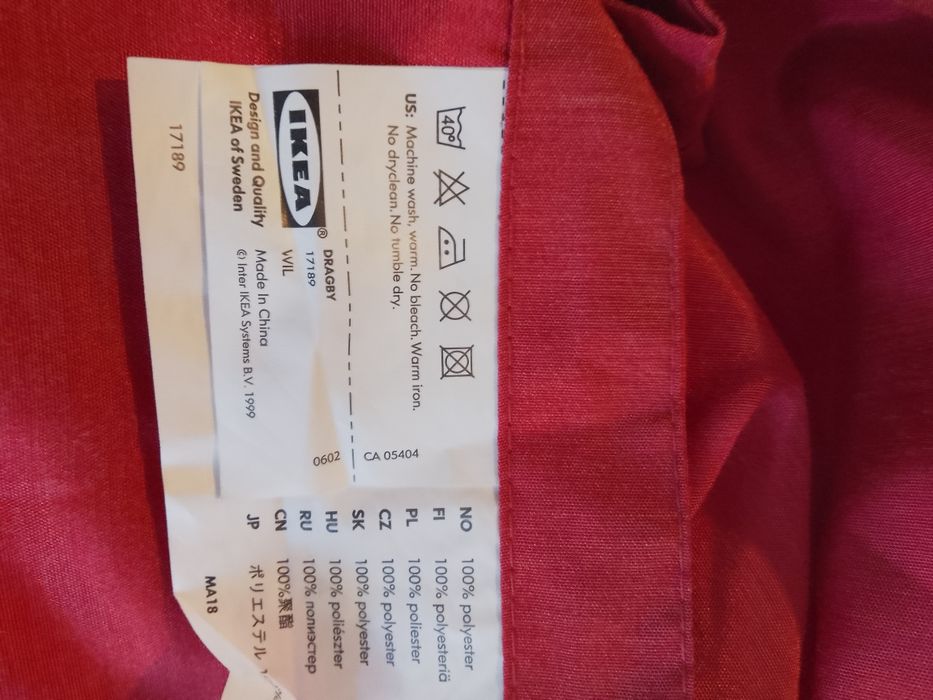 40°
US: Machine wash, warm. No bleach. Warm iron.
No dryclean. No tumble dry.
CA 05404
0602
IKEA®
Design and Quality
IKEA of Sweden
DRAGBY
17189
WIL
Made In China
© Inter IKEA Systems B.V. 1999
17189
NO 100% polyester
FI 100% polyesteriä
PL 100% poliester
CZ 100% polyester
SK 100% polyester
HU 100% poliészter
RU 100% полиэстер
CN 100%聚酯
JP ポリエステル
MA18